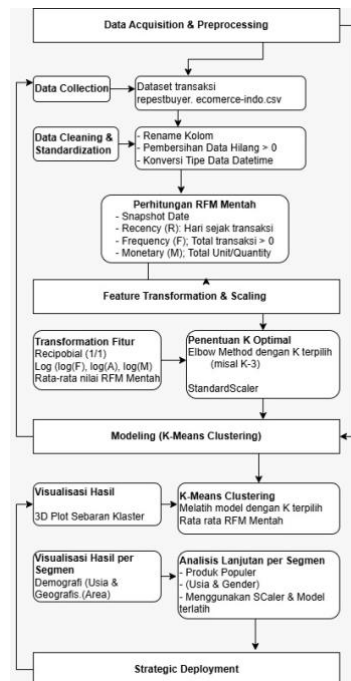 Data Acquisition & Preprocessing
Data Collection
Dataset transaksi
repestbuyer. ecomerce-indo.csv
Data Cleaning &
Standardization
- Rename Kolom
- Pembersihan Data Hilang > 0
- Konversi Tipe Data Datetime
Perhitungan RFM Mentah
- Snapshot Date
- Recency (R): Hari sejak transaksi
- Frequency (F); Total transaksi > 0
- Monetary (M); Total Unit/Quantity
Feature Transformation & Scaling
Transformation Fitur
Recipobial (1/1)
Log (log(F), log(A), log(M)
Rata-rata nilai RFM Mentah
Penentuan K Optimal
Elbow Method dengan K terpilih
(misal K-3)
StandardScaler
Modeling (K-Means Clustering)
Visualisasi Hasil
3D Plot Sebaran Klaster
K-Means Clustering
Melatih model dengan K terpilih
Rata rata RFM Mentah
Visualisasi Hasil per
Segmen
Demografi (Usia &
Geografis.(Area)
Analisis Lanjutan per Segmen
- Produk Populer
- (Usia & Gender)
- Menggunakan SCaler & Model
terlatih
Strategic Deployment